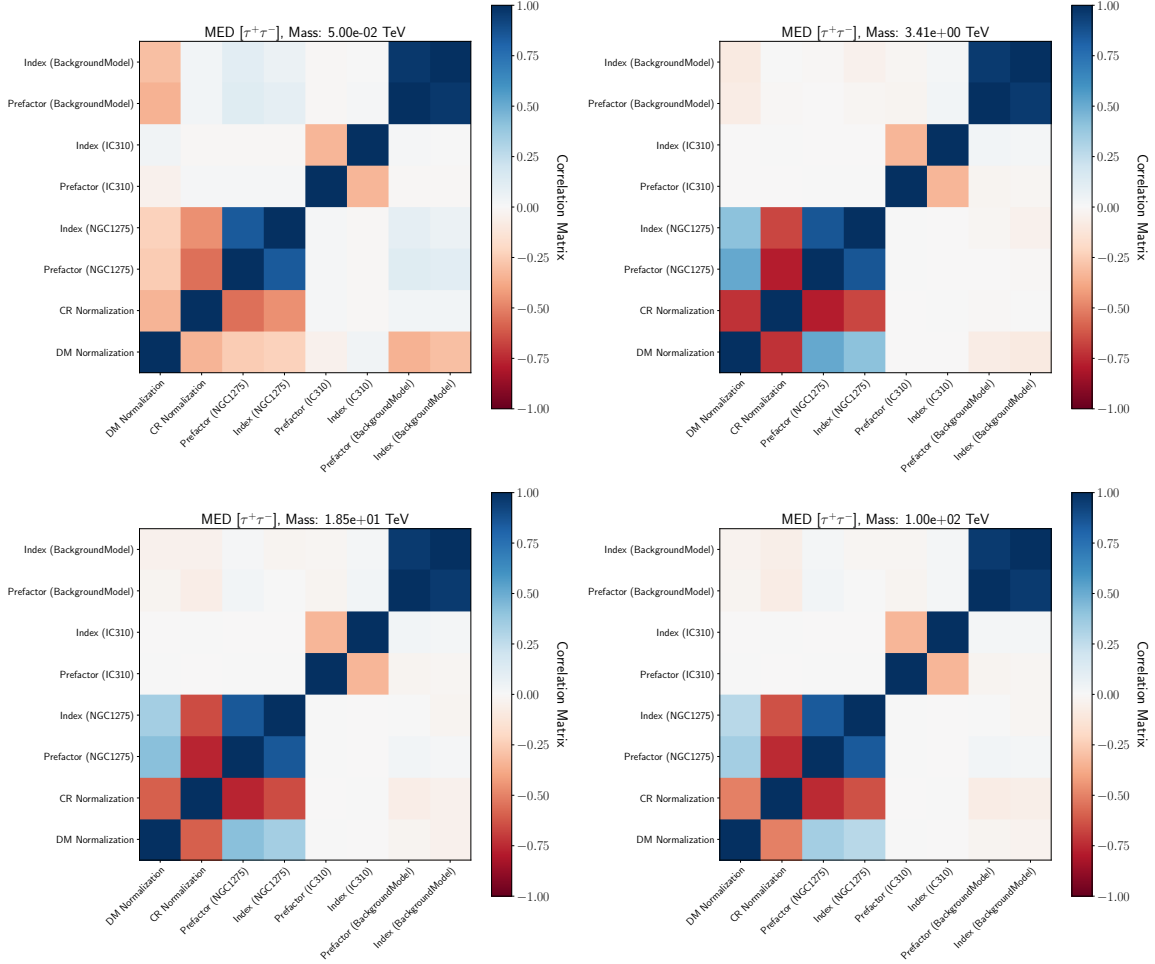 MED [τ⁺τ⁻], Mass: 5.00e-02 TeV
Index (BackgroundModel)
Prefactor (BackgroundModel)
Index (IC310)
Prefactor (IC310)
Index (NGC1275)
Prefactor (NGC1275)
CR Normalization
DM Normalization
DM Normalization
CR Normalization
Prefactor (NGC1275)
Index (NGC1275)
Prefactor (IC310)
Index (IC310)
Prefactor (BackgroundModel)
Index (BackgroundModel)
1.00
0.75
0.50
0.25
0.00
−0.25
−0.50
−0.75
−1.00
Correlation Matrix
MED [τ⁺τ⁻], Mass: 3.41e+00 TeV
Index (BackgroundModel)
Prefactor (BackgroundModel)
Index (IC310)
Prefactor (IC310)
Index (NGC1275)
Prefactor (NGC1275)
CR Normalization
DM Normalization
DM Normalization
CR Normalization
Prefactor (NGC1275)
Index (NGC1275)
Prefactor (IC310)
Index (IC310)
Prefactor (BackgroundModel)
Index (BackgroundModel)
1.00
0.75
0.50
0.25
0.00
−0.25
−0.50
−0.75
−1.00
Correlation Matrix
MED [τ⁺τ⁻], Mass: 1.85e+01 TeV
Index (BackgroundModel)
Prefactor (BackgroundModel)
Index (IC310)
Prefactor (IC310)
Index (NGC1275)
Prefactor (NGC1275)
CR Normalization
DM Normalization
DM Normalization
CR Normalization
Prefactor (NGC1275)
Index (NGC1275)
Prefactor (IC310)
Index (IC310)
Prefactor (BackgroundModel)
Index (BackgroundModel)
1.00
0.75
0.50
0.25
0.00
−0.25
−0.50
−0.75
−1.00
Correlation Matrix
MED [τ⁺τ⁻], Mass: 1.00e+02 TeV
Index (BackgroundModel)
Prefactor (BackgroundModel)
Index (IC310)
Prefactor (IC310)
Index (NGC1275)
Prefactor (NGC1275)
CR Normalization
DM Normalization
DM Normalization
CR Normalization
Prefactor (NGC1275)
Index (NGC1275)
Prefactor (IC310)
Index (IC310)
Prefactor (BackgroundModel)
Index (BackgroundModel)
1.00
0.75
0.50
0.25
0.00
−0.25
−0.50
−0.75
−1.00
Correlation Matrix